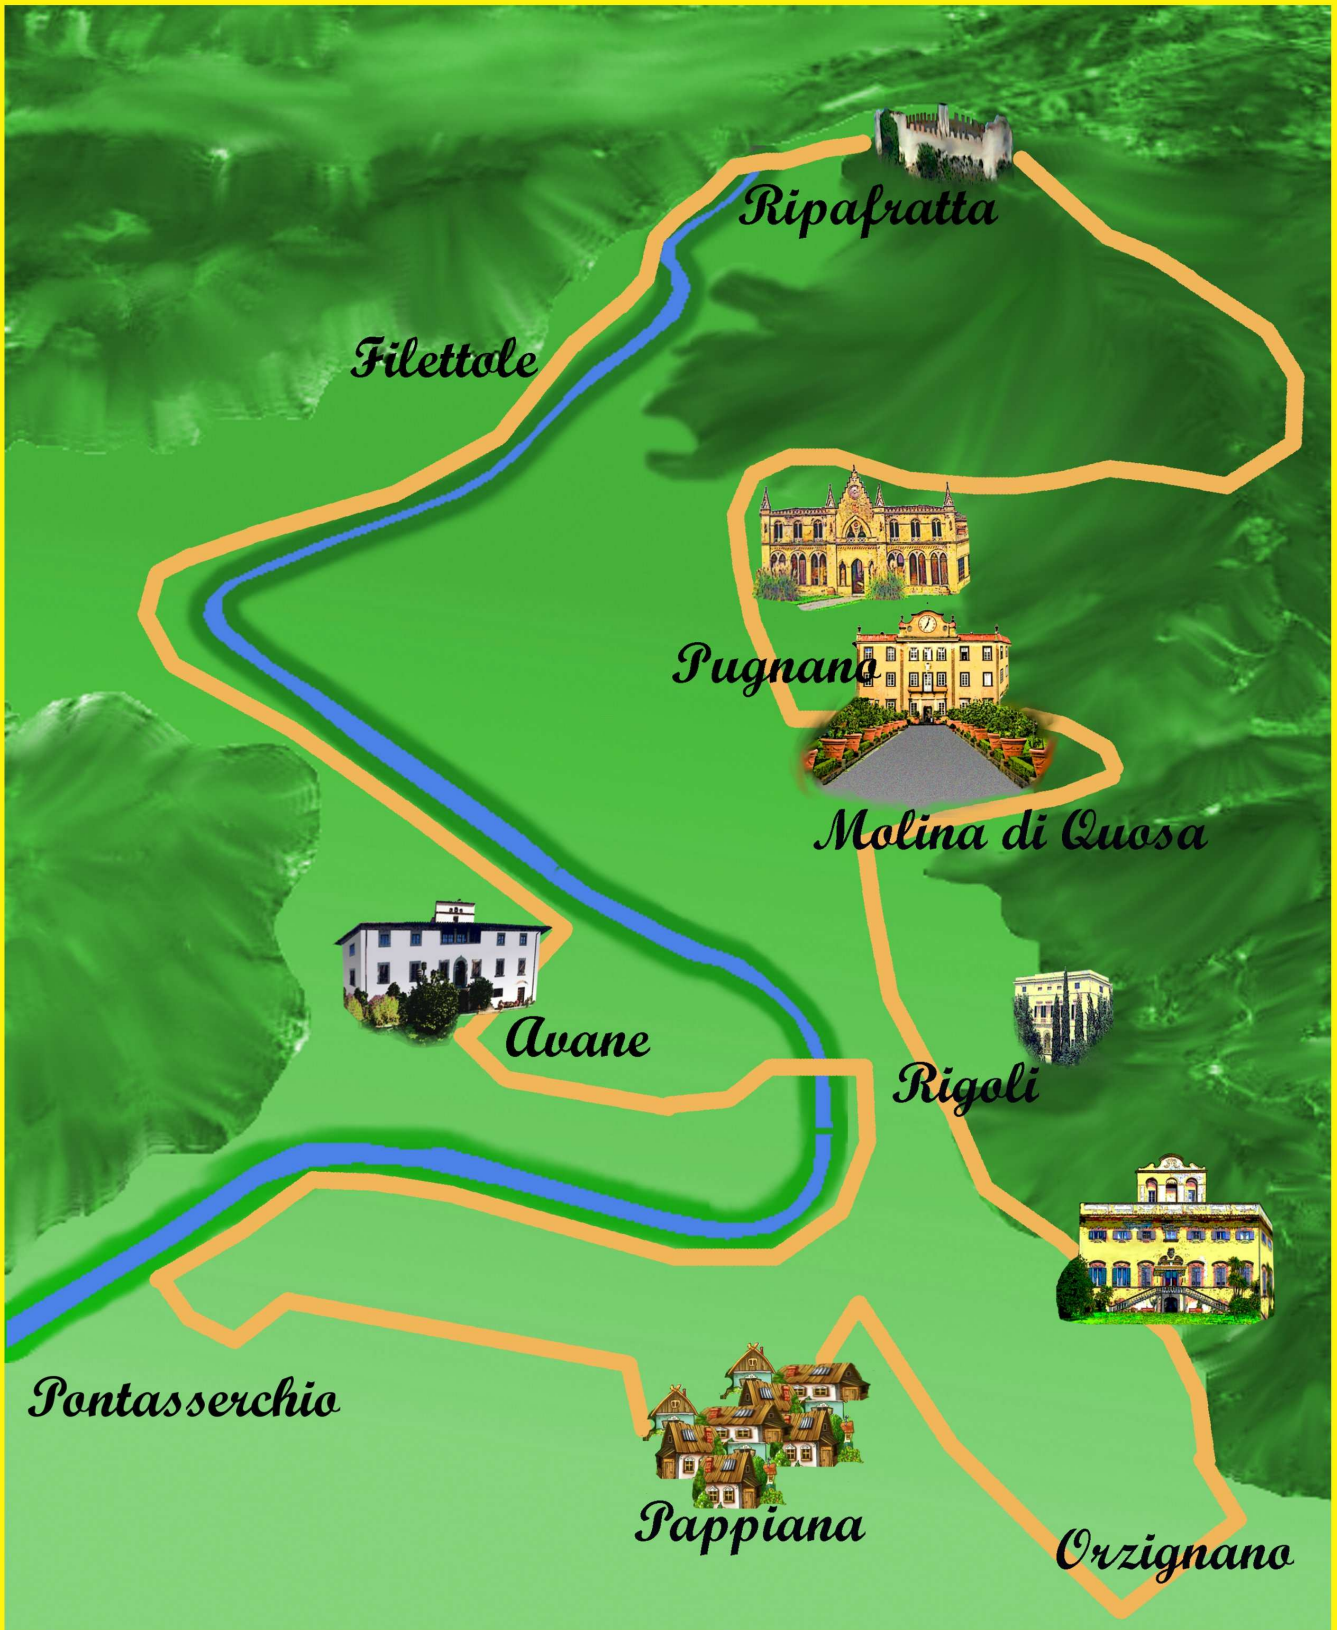 Ripafratta
Filettole
Pugnano
Molina di Quosa
Avane
Rigoli
Pontasserchio
Pappiana
Orzignano